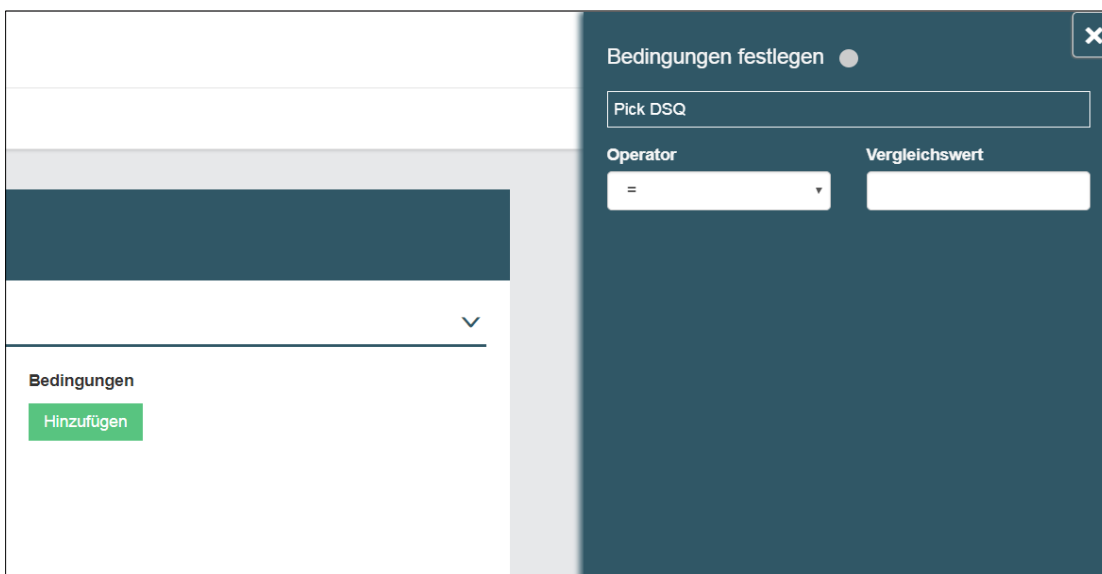 Bedingungen festlegen
Pick DSQ
Operator
Vergleichswert
=
Bedingungen
Hinzufügen